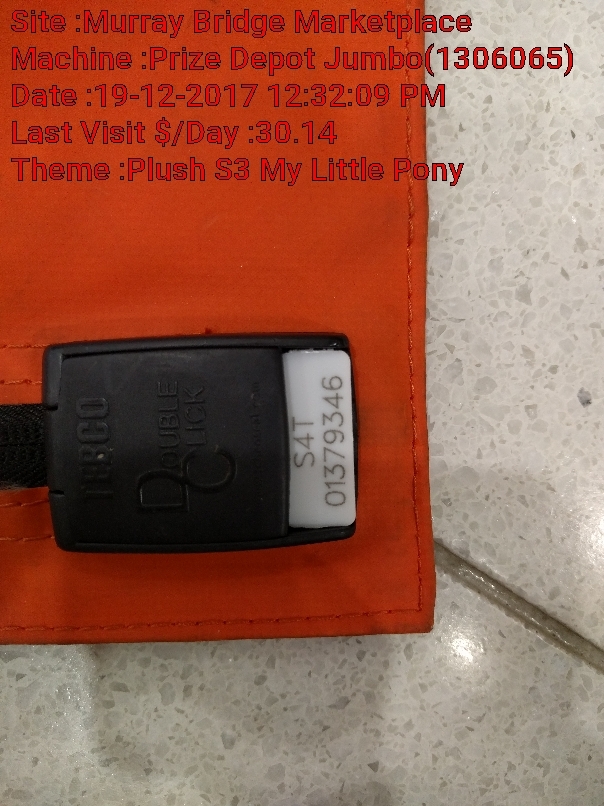 Site :Murray Bridge Marketplace
Machine :Prize Depot Jumbo(1306065)
Date :19-12-2017 12:32:09 PM
Last Visit $/Day :30.14
Theme :Plush S3 My Little Pony
DOUBLE
CLICK
S4T
01379346